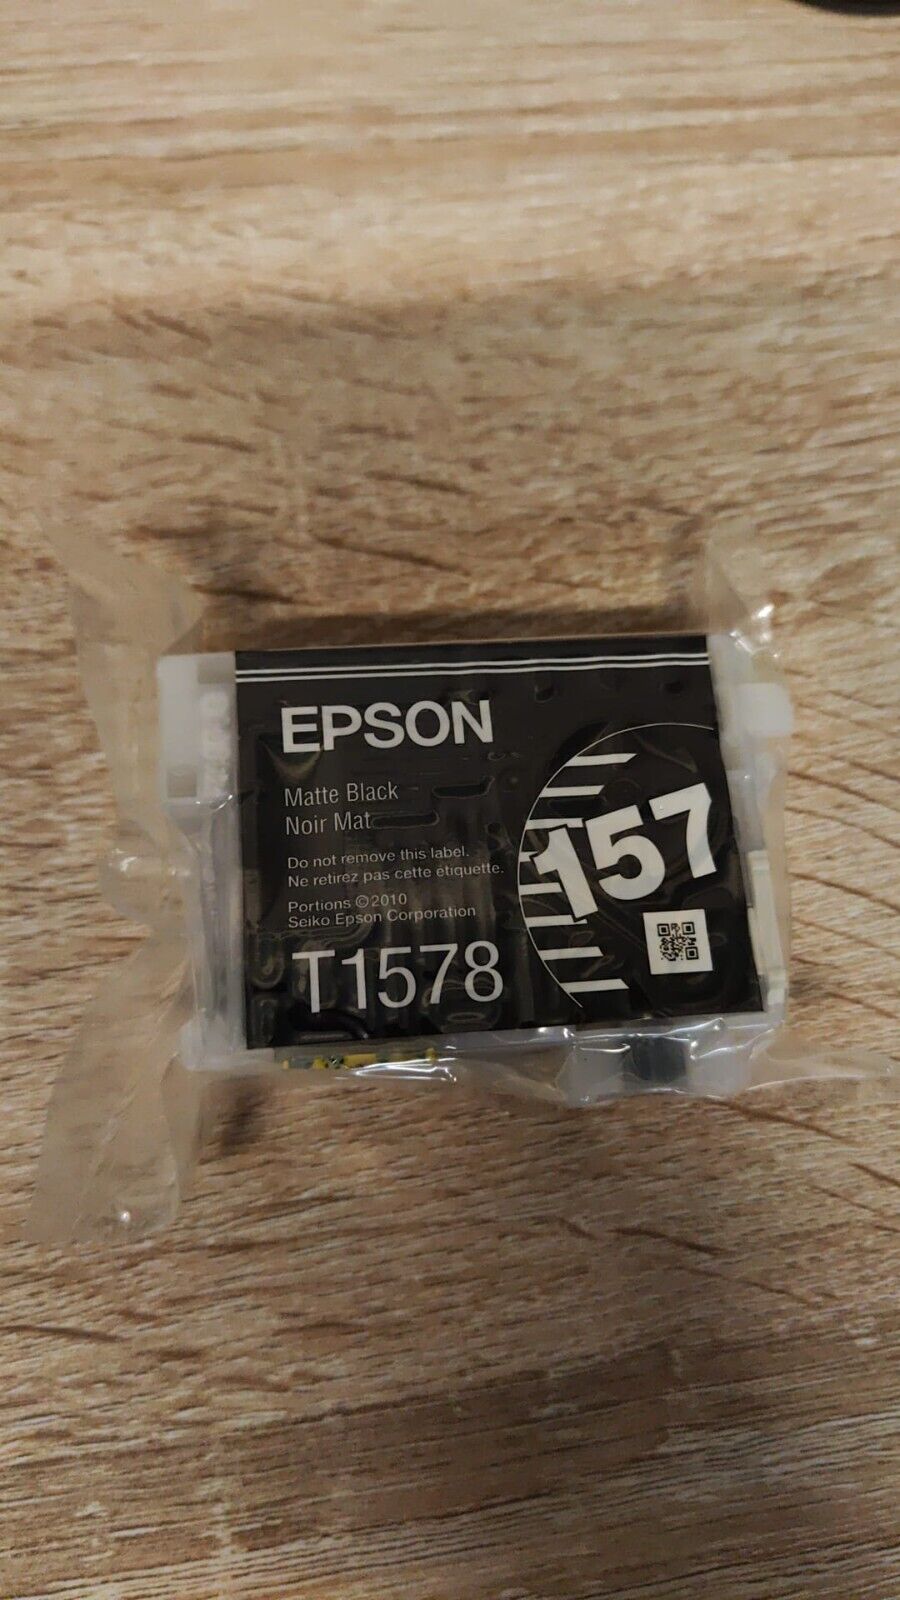 EPSON
Matte Black
Noir Mat
Do not remove this label.
Ne retirez pas cette étiquette.
Portions ©2010
Seiko Epson Corporation
T1578
157